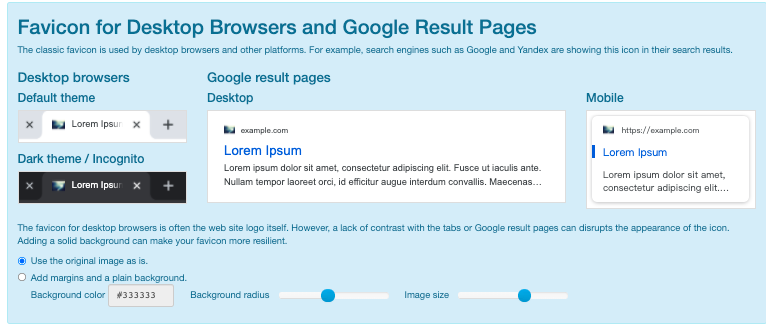 Favicon for Desktop Browsers and Google Result Pages
The classic favicon is used by desktop browsers and other platforms. For example, search engines such as Google and Yandex are showing this icon in their search results.
Desktop browsers
Default theme
Lorem Ipsu
Dark theme / Incognito
Lorem Ipsu
Google result pages
Desktop
example.com
Lorem Ipsum
Lorem ipsum dolor sit amet, consectetur adipiscing elit. Fusce ut iaculis ante.
Nullam tempor laoreet orci, id efficitur augue interdum convallis. Maecenas…
Mobile
https://example.com
Lorem Ipsum
Lorem ipsum dolor sit amet,
consectetur adipiscing elit.…
The favicon for desktop browsers is often the web site logo itself. However, a lack of contrast with the tabs or Google result pages can disrupts the appearance of the icon.
Adding a solid background can make your favicon more resilient.
Use the original image as is.
Add margins and a plain background.
Background color #333333 Background radius Image size